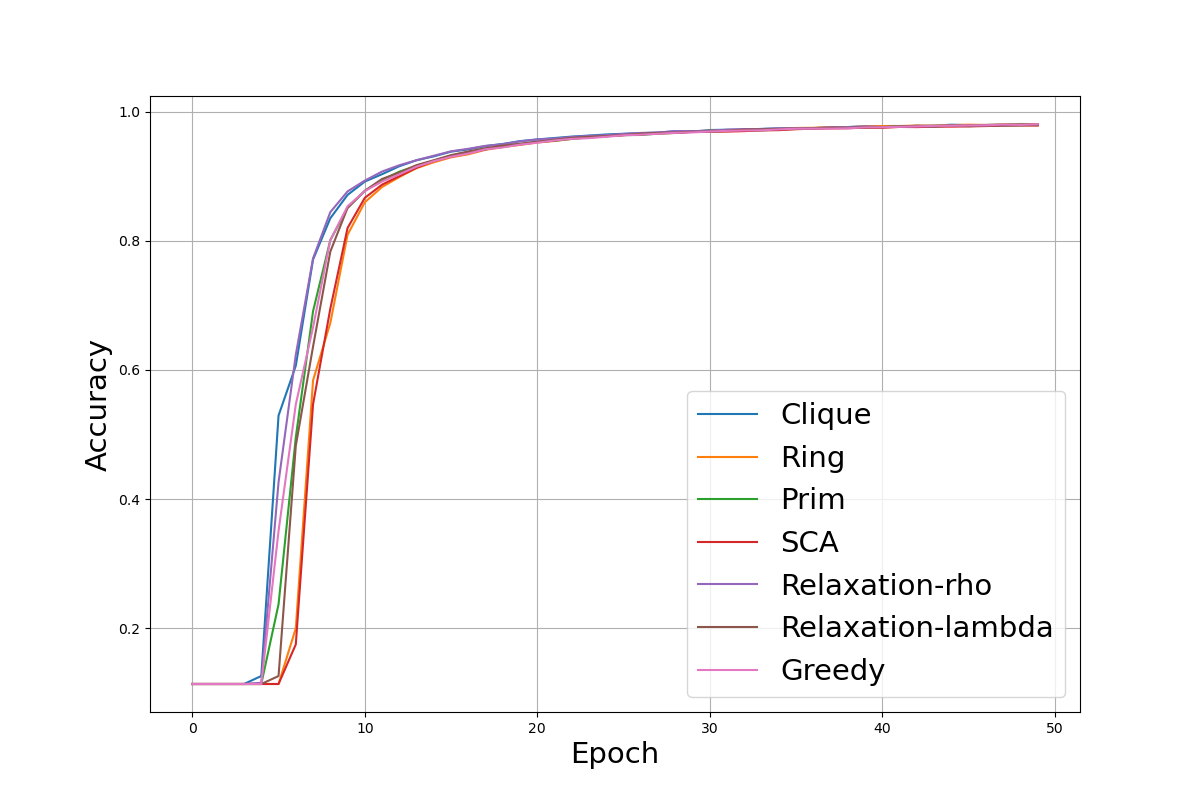 1.0
0.8
0.6
0.4
0.2
Accuracy
Clique
Ring
Prim
SCA
Relaxation-rho
Relaxation-lambda
Greedy
0 10 20 30 40 50
Epoch